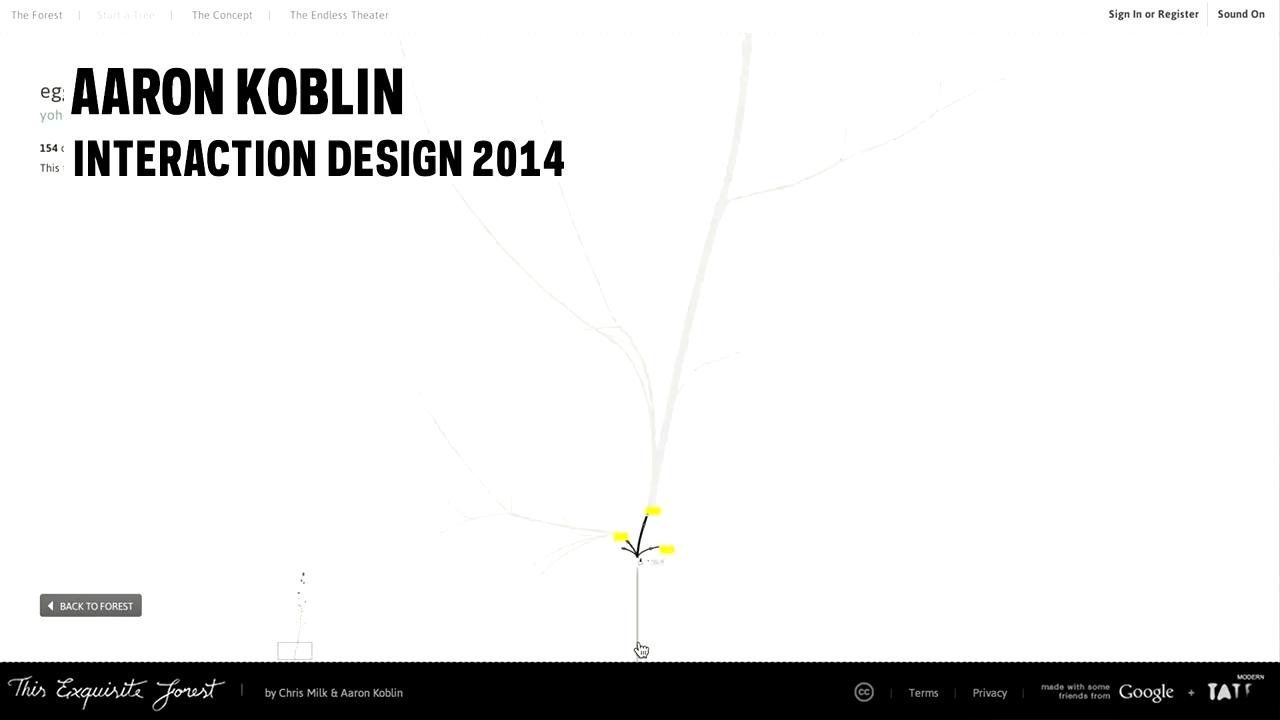 The Forest | Start a Tree | The Concept | The Endless Theater
Sign In or Register | Sound On
AARON KOBLIN
yoh
INTERACTION DESIGN 2014
154
This
BACK TO FOREST
This Exquisite Forest | by Chris Milk & Aaron Koblin
cc | Terms | Privacy | made with some friends from Google + TATE MODERN